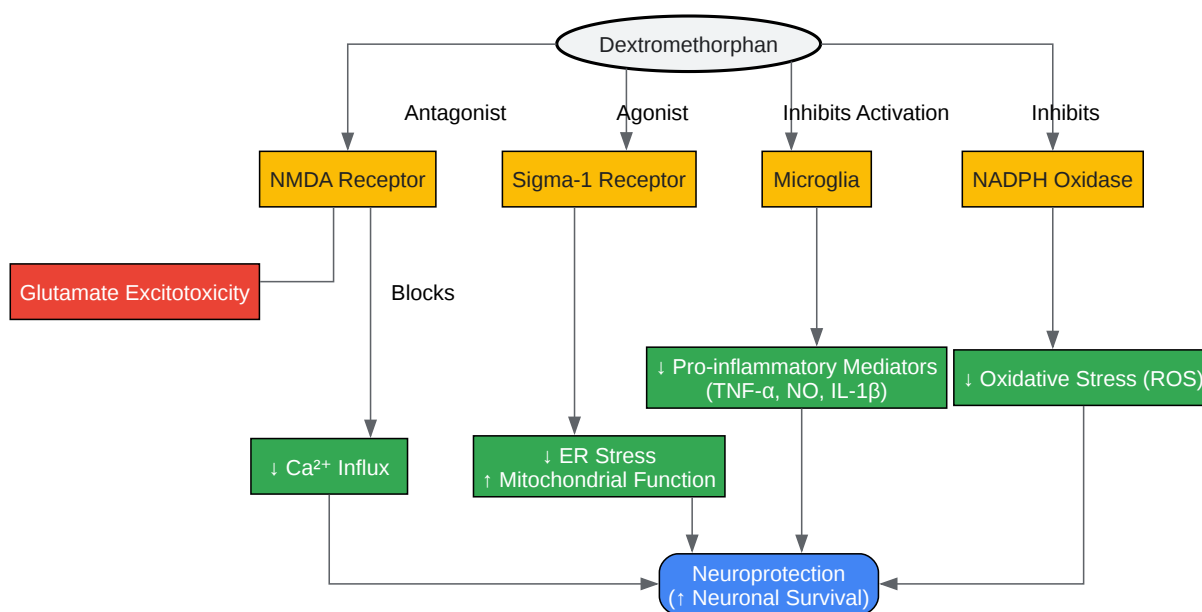 Dextromethorphan
Antagonist
Agonist
Inhibits Activation
Inhibits
NMDA Receptor
Sigma-1 Receptor
Microglia
NADPH Oxidase
Glutamate Excitotoxicity
Blocks
↓ Pro-inflammatory Mediators
(TNF-α, NO, IL-1β)
↓ Oxidative Stress (ROS)
↓ Ca²⁺ Influx
↓ ER Stress
↑ Mitochondrial Function
Neuroprotection
(↑ Neuronal Survival)